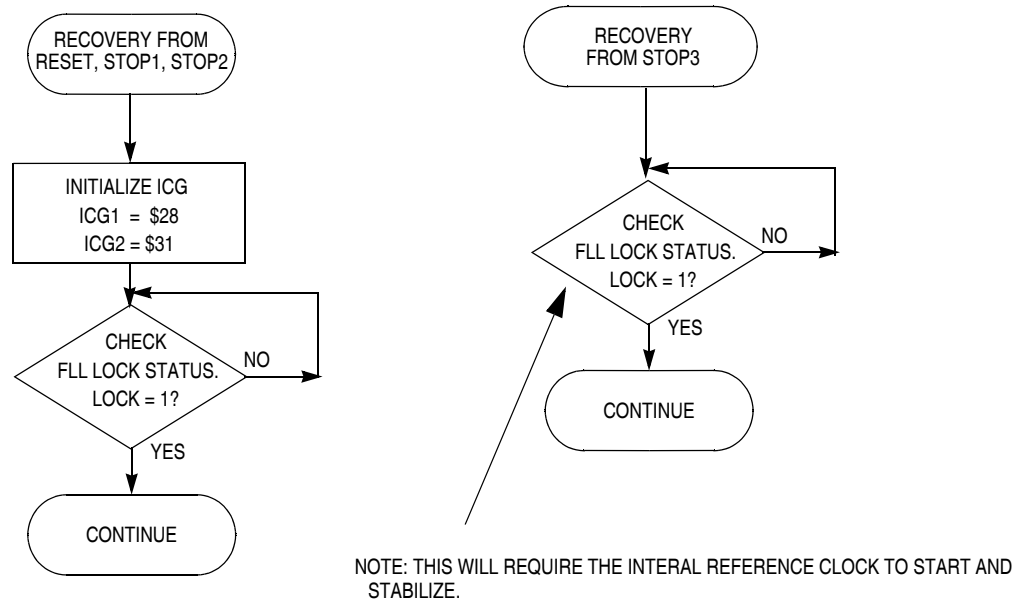 RECOVERY FROM
RESET, STOP1, STOP2
INITIALIZE ICG
ICG1 = $28
ICG2 = $31
CHECK
FLL LOCK STATUS.
LOCK = 1?
NO
YES
CONTINUE
RECOVERY
FROM STOP3
CHECK
FLL LOCK STATUS.
LOCK = 1?
NO
YES
CONTINUE
NOTE: THIS WILL REQUIRE THE INTERAL REFERENCE CLOCK TO START AND
STABILIZE.